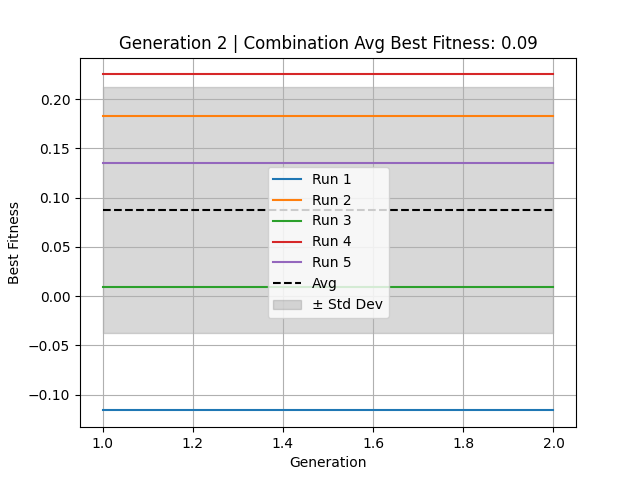 Generation 2 | Combination Avg Best Fitness: 0.09
Best Fitness
0.20
0.15
0.10
0.05
0.00
−0.05
−0.10
Run 1
Run 2
Run 3
Run 4
Run 5
Avg
± Std Dev
1.0 1.2 1.4 1.6 1.8 2.0
Generation